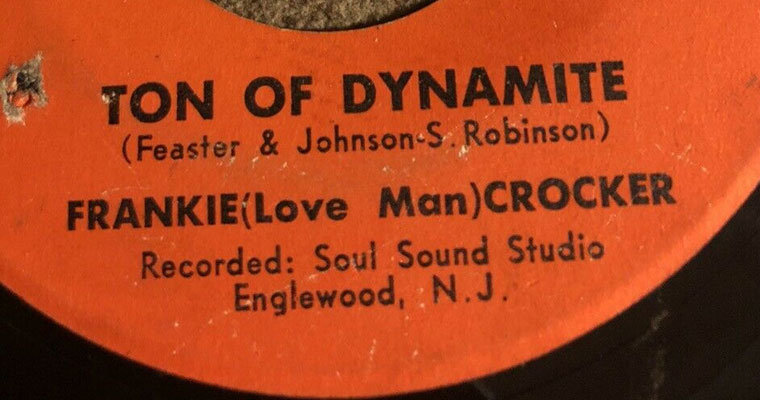 TON OF DYNAMITE
(Feaster & Johnson-S. Robinson)
FRANKIE(Love Man)CROCKER
Recorded: Soul Sound Studio
Englewood, N.J.